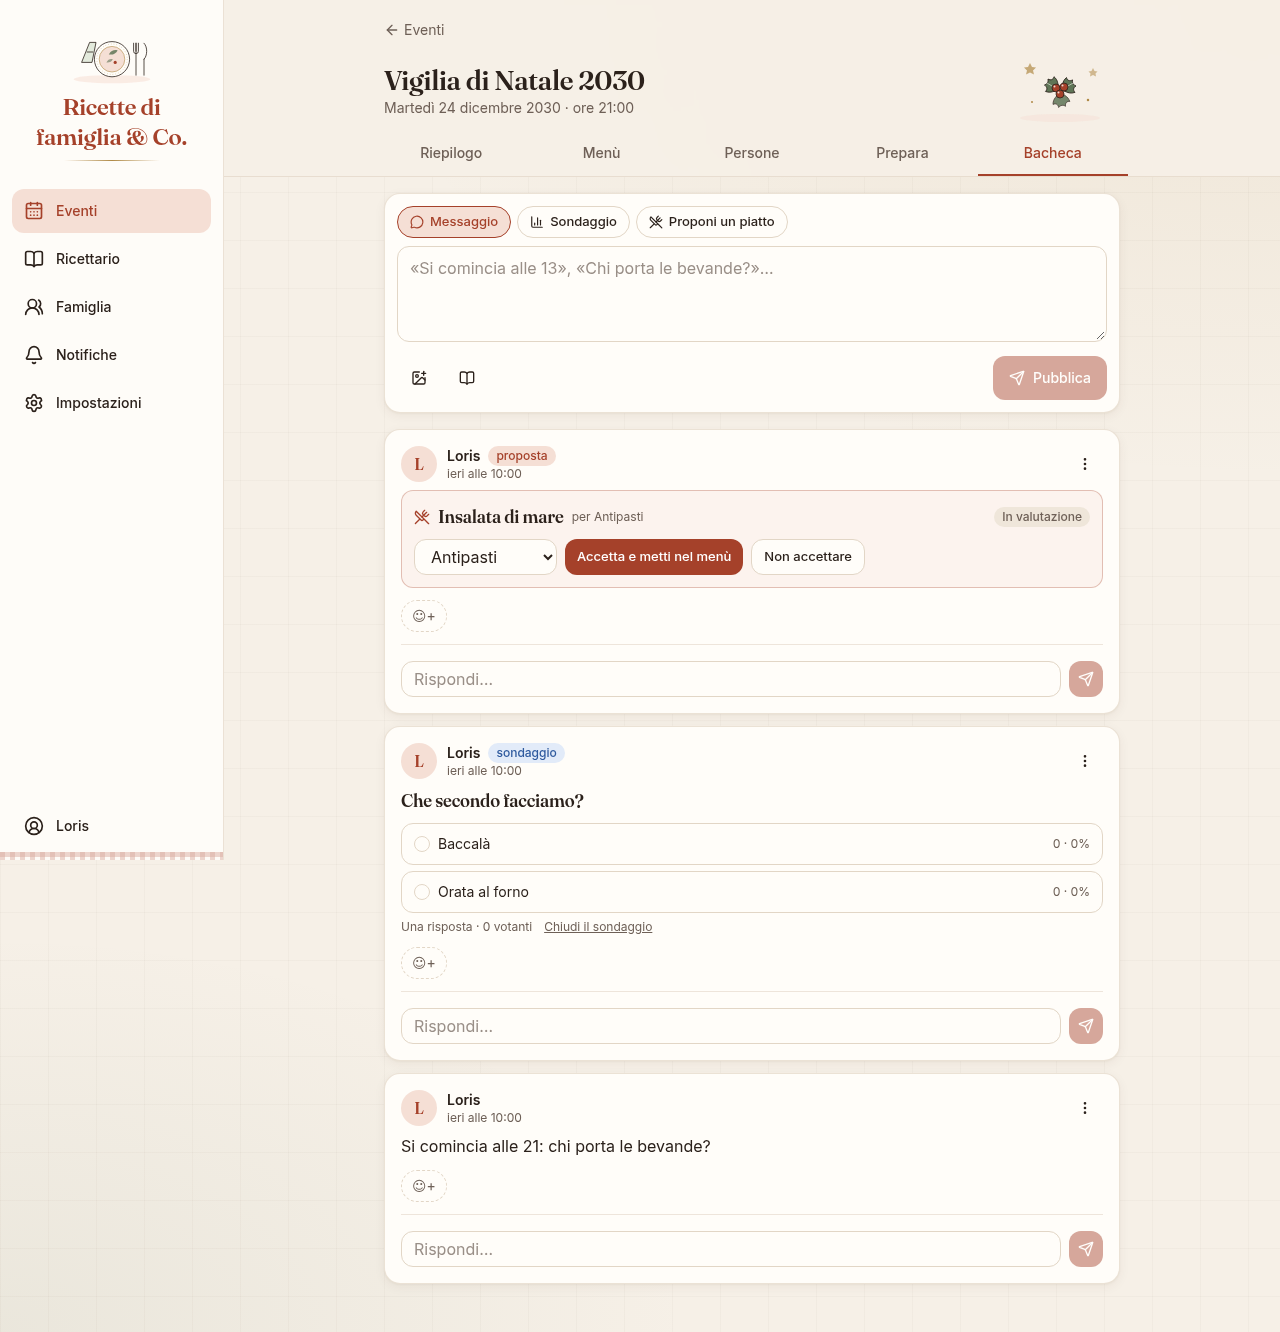 Ricette di
famiglia & Co.
Eventi
Ricettario
Famiglia
Notifiche
Impostazioni
Loris
Eventi
Vigilia di Natale 2030
Martedì 24 dicembre 2030 · ore 21:00
Riepilogo
Menù
Persone
Prepara
Bacheca
Messaggio
Sondaggio
Proponi un piatto
«Si comincia alle 13», «Chi porta le bevande?»…
Pubblica
L
Loris
proposta
ieri alle 10:00
Insalata di mare
per Antipasti
In valutazione
Antipasti
Accetta e metti nel menù
Non accettare
☺+
Rispondi…
L
Loris
sondaggio
ieri alle 10:00
Che secondo facciamo?
Baccalà
0 · 0%
Orata al forno
0 · 0%
Una risposta · 0 votanti
Chiudi il sondaggio
☺+
Rispondi…
L
Loris
ieri alle 10:00
Si comincia alle 21: chi porta le bevande?
☺+
Rispondi…